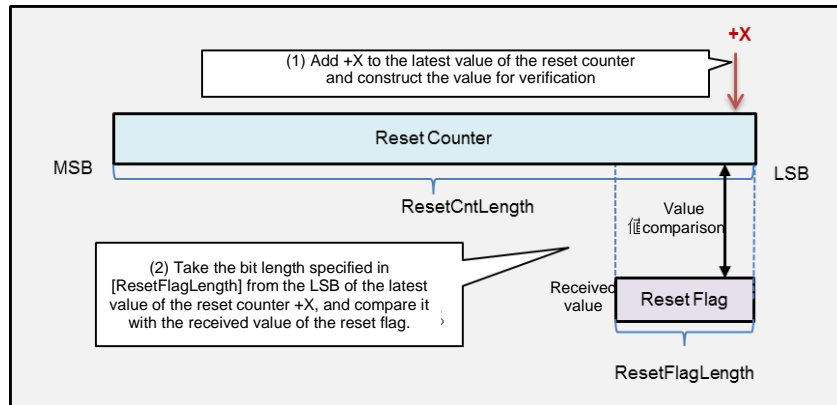 +X
(1) Add +X to the latest value of the reset counter
and construct the value for verification
Reset Counter
MSB
LSB
ResetCntLength
Value
値comparison
(2) Take the bit length specified in
[ResetFlagLength] from the LSB of the latest
value of the reset counter +X, and compare it
with the received value of the reset flag.
Received
value
Reset Flag
ResetFlagLength